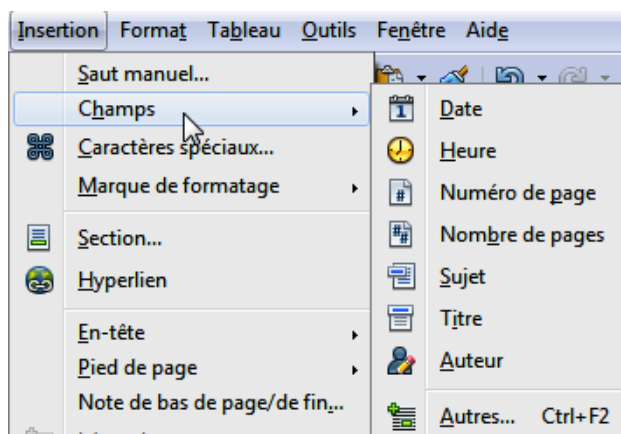 Insertion Format Tableau Outils Fenêtre Aide
Saut manuel...
Champs
Caractères spéciaux...
Marque de formatage
Section...
Hyperlien
En-tête
Pied de page
Note de bas de page/de fin...
Date
Heure
Numéro de page
Nombre de pages
Sujet
Titre
Auteur
Autres... Ctrl+F2